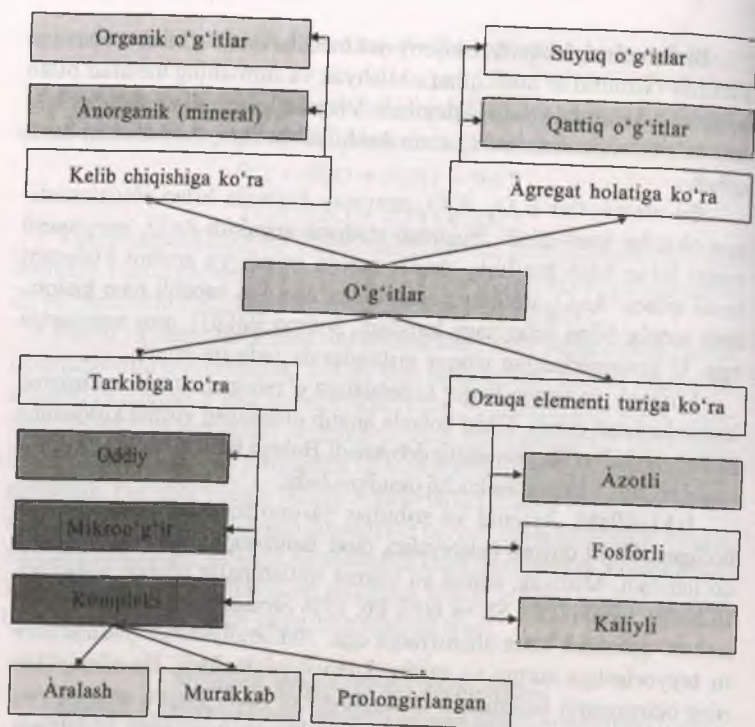 Organik o‘g‘itlar
Anorganik (mineral)
Kelib chiqishiga ko‘ra
Suyuq o‘g‘itlar
Qattiq o‘g‘itlar
Agregat holatiga ko‘ra
O‘g‘itlar
Tarkibiga ko‘ra
Oddiy
Mikroo‘g‘ir
Kompleks
Aralash
Murakkab
Prolongirlangan
Ozuqa elementi turiga ko‘ra
Azotli
Fosforli
Kaliyli